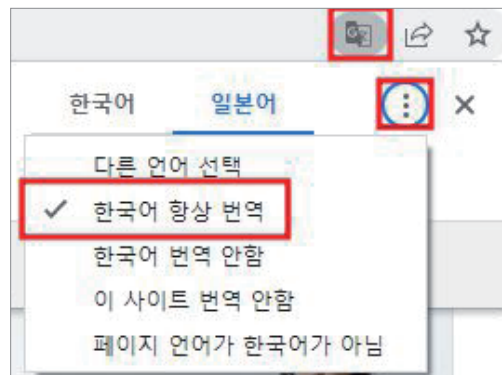 한국어 일본어
다른 언어 선택
한국어 항상 번역
한국어 번역 안함
이 사이트 번역 안함
페이지 언어가 한국어가 아님